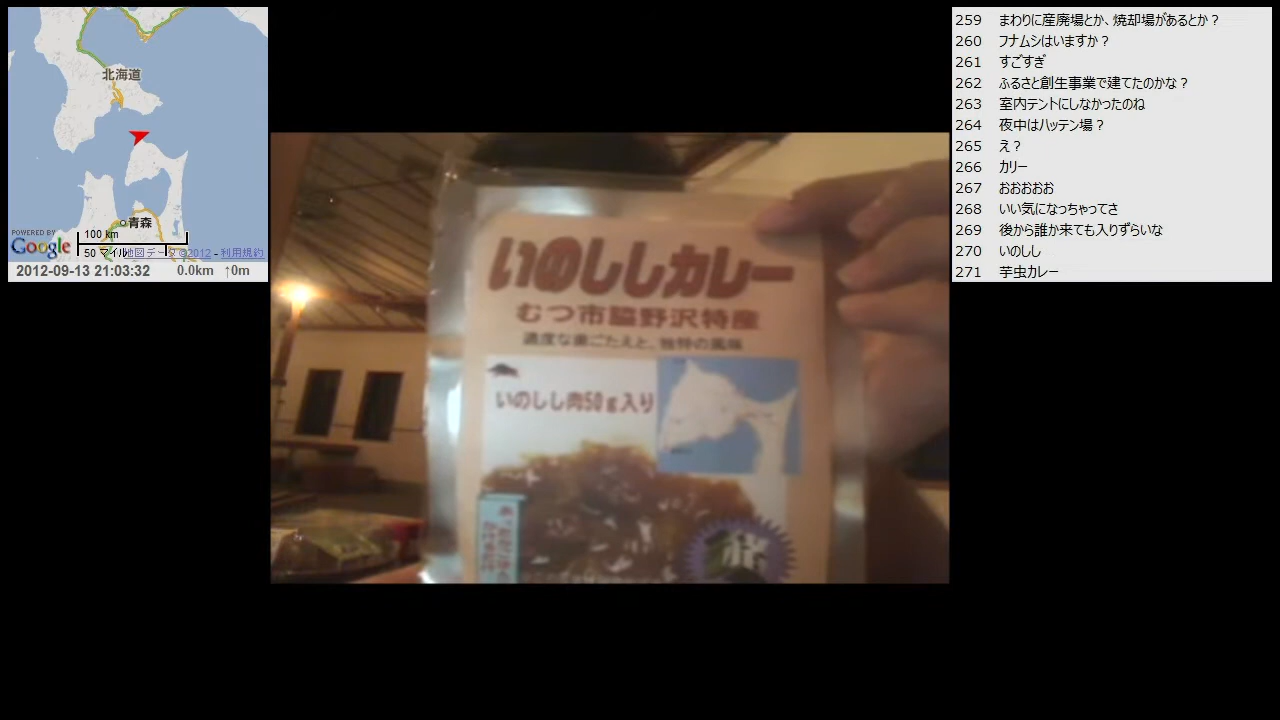 北海道
青森
POWERED BY
Google
100 km
50 マイル
地図データ ©2012 - 利用規約
2012-09-13 21:03:32 0.0km ↑0m
いのししカレー
むつ市脇野沢特産
適度な歯ごたえと、独特の風味
いのしし肉50g入り
猪
259 まわりに産廃場とか、焼却場があるとか？
260 フナムシはいますか？
261 すごすぎ
262 ふるさと創生事業で建てたのかな？
263 室内テントにしなかったのね
264 夜中はハッテン場？
265 え？
266 カリー
267 おおおおお
268 いい気になっちゃってさ
269 後から誰か来ても入りずらいな
270 いのしし
271 芋虫カレー